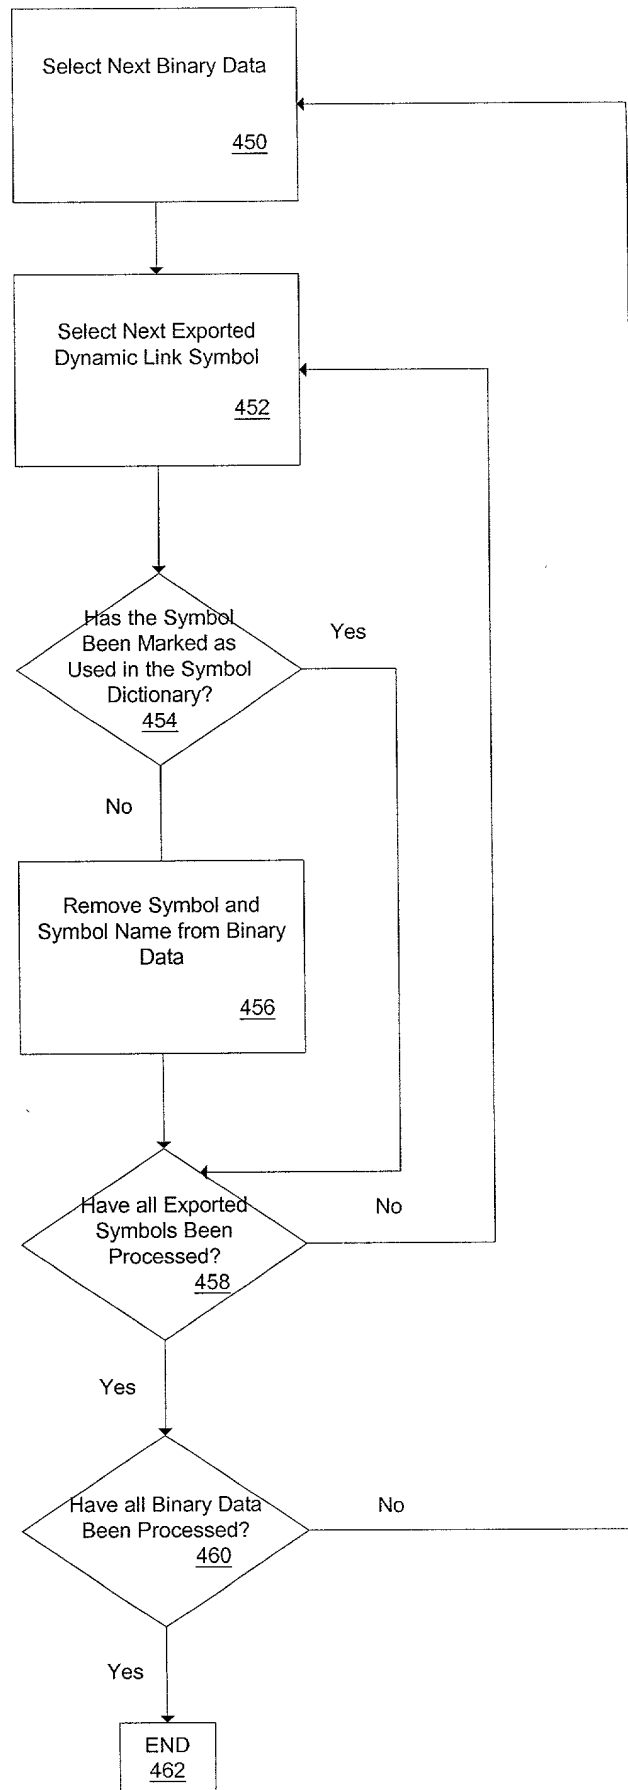 Select Next Binary Data
450
Select Next Exported
Dynamic Link Symbol
452
Has the Symbol
Been Marked as
Used in the Symbol
Dictionary?
454
Yes
No
Remove Symbol and
Symbol Name from Binary
Data
456
Have all Exported
Symbols Been
Processed?
458
No
Yes
Have all Binary Data
Been Processed?
460
No
Yes
END
462